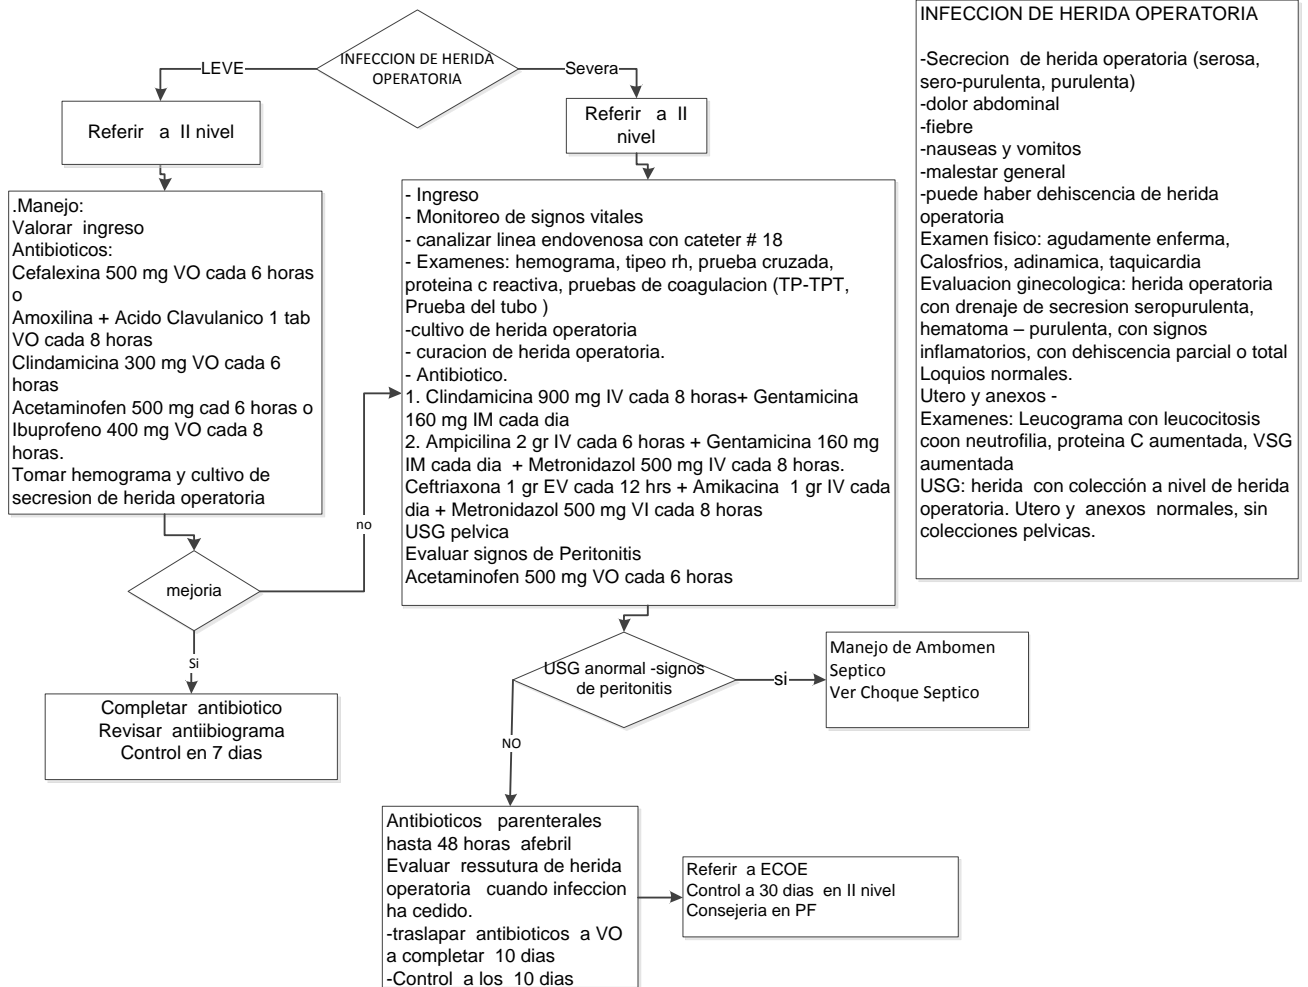 INFECCION DE HERIDA
OPERATORIA
LEVE
Severa
Referir a II nivel
Referir a II
nivel
.Manejo:
Valorar ingreso
Antibioticos:
Cefalexina 500 mg VO cada 6 horas
o
Amoxilina + Acido Clavulanico 1 tab
VO cada 8 horas
Clindamicina 300 mg VO cada 6
horas
Acetaminofen 500 mg cad 6 horas o
Ibuprofeno 400 mg VO cada 8
horas.
Tomar hemograma y cultivo de
secresion de herida operatoria
mejoria
no
Si
Completar antibiotico
Revisar antiibiograma
Control en 7 dias
- Ingreso
- Monitoreo de signos vitales
- canalizar linea endovenosa con cateter # 18
- Examenes: hemograma, tipeo rh, prueba cruzada,
proteina c reactiva, pruebas de coagulacion (TP-TPT,
Prueba del tubo )
-cultivo de herida operatoria
- curacion de herida operatoria.
- Antibiotico.
1. Clindamicina 900 mg IV cada 8 horas+ Gentamicina
160 mg IM cada dia
2. Ampicilina 2 gr IV cada 6 horas + Gentamicina 160 mg
IM cada dia + Metronidazol 500 mg IV cada 8 horas.
Ceftriaxona 1 gr EV cada 12 hrs + Amikacina 1 gr IV cada
dia + Metronidazol 500 mg VI cada 8 horas
USG pelvica
Evaluar signos de Peritonitis
Acetaminofen 500 mg VO cada 6 horas
USG anormal -signos
de peritonitis
si
Manejo de Ambomen
Septico
Ver Choque Septico
NO
Antibioticos parenterales
hasta 48 horas afebril
Evaluar ressutura de herida
operatoria cuando infeccion
ha cedido.
-traslapar antibioticos a VO
a completar 10 dias
-Control a los 10 dias
Referir a ECOE
Control a 30 dias en II nivel
Consejeria en PF
INFECCION DE HERIDA OPERATORIA
-Secrecion de herida operatoria (serosa,
sero-purulenta, purulenta)
-dolor abdominal
-fiebre
-nauseas y vomitos
-malestar general
-puede haber dehiscencia de herida
operatoria
Examen fisico: agudamente enferma,
Calosfrios, adinamica, taquicardia
Evaluacion ginecologica: herida operatoria
con drenaje de secresion seropurulenta,
hematoma – purulenta, con signos
inflamatorios, con dehiscencia parcial o total
Loquios normales.
Utero y anexos -
Examenes: Leucograma con leucocitosis
coon neutrofilia, proteina C aumentada, VSG
aumentada
USG: herida con colección a nivel de herida
operatoria. Utero y anexos normales, sin
colecciones pelvicas.